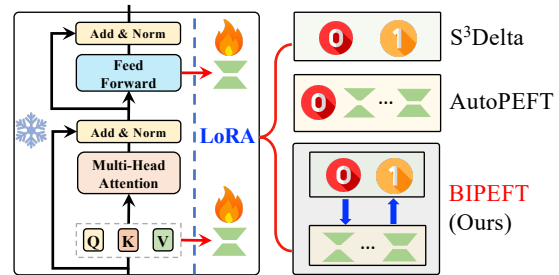 Add & Norm
Feed
Forward
Add & Norm
Multi-Head
Attention
Q K V
LoRA
0 1
S³Delta
0 ...
AutoPEFT
0 1
...
BIPEFT
(Ours)